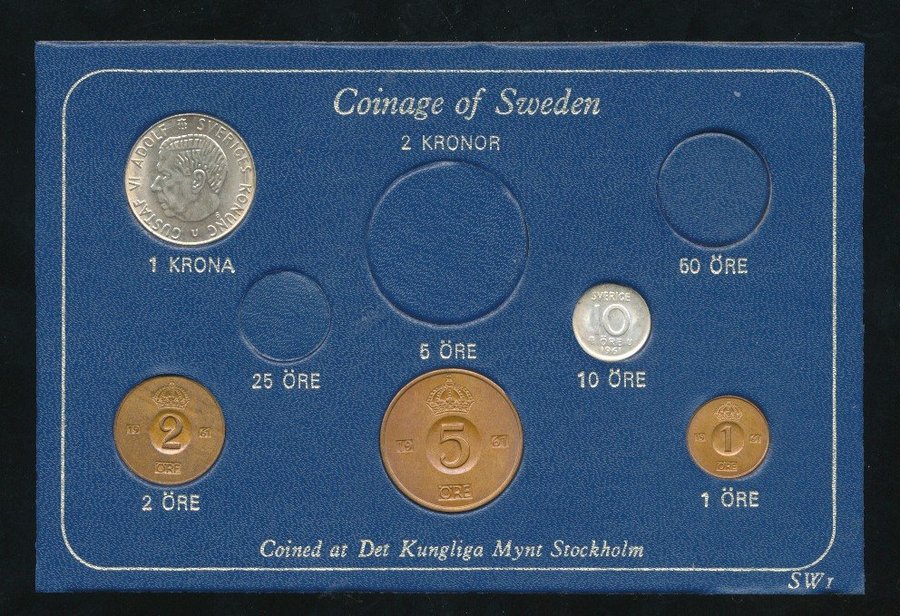 Coinage of Sweden
2 KRONOR
GUSTAF VI ADOLF SVERIGES KONUNG
U
S
1 KRONA
50 ÖRE
25 ÖRE
5 ÖRE
SVERIGE
10
ÖRE
1961
10 ÖRE
19 2 61
ÖRE
2 ÖRE
19 5 61
ÖRE
19 1 61
ÖRE
1 ÖRE
Coined at Det Kungliga Mynt Stockholm
SW1